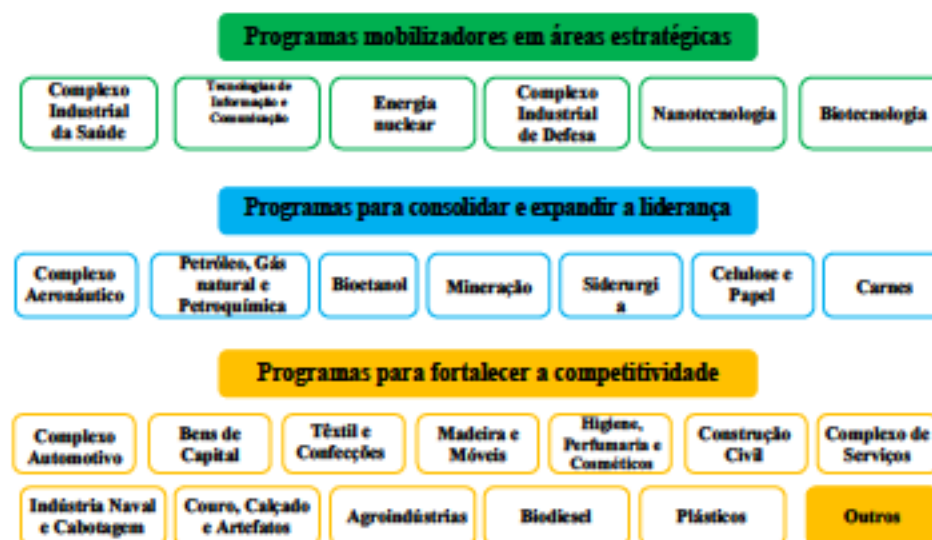 Programas mobilizadores em áreas estratégicas
Complexo
Industrial
da Saúde
Tecnologias de
Informação e
Comunicação
Energia
nuclear
Complexo
Industrial
de Defesa
Nanotecnologia
Biotecnologia
Programas para consolidar e expandir a liderança
Complexo
Aeronáutico
Petróleo, Gás
natural e
Petroquímica
Bioetanol
Mineração
Siderurgi
a
Celulose e
Papel
Carnes
Programas para fortalecer a competitividade
Complexo
Automotivo
Bens de
Capital
Têxtil e
Confecções
Madeira e
Móveis
Higiene,
Perfumaria e
Cosméticos
Construção
Civil
Complexo de
Serviços
Indústria Naval
e Cabotagem
Couro, Calçado
e Artefatos
Agroindústrias
Biodiesel
Plásticos
Outros